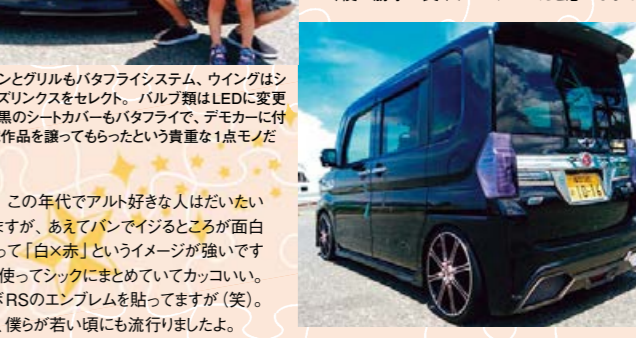 ンとグリルもバタフライシステム、ウイングはシ
ズリンクスをセレクト。バルブ類はLEDに変更
黒のシートカバーもバタフライで、デモカーに付
作品を譲ってもらったという貴重な1点モノだ
この年代でアルト好きな人はだいたい
ますが、あえてバンでイジるところが面白
って「白×赤」というイメージが強いです
使ってシックにまとめていてカッコいい。
RSのエンブレムを貼ってますが（笑）。
僕らが若い頃にも流行りましたよ。
10-14